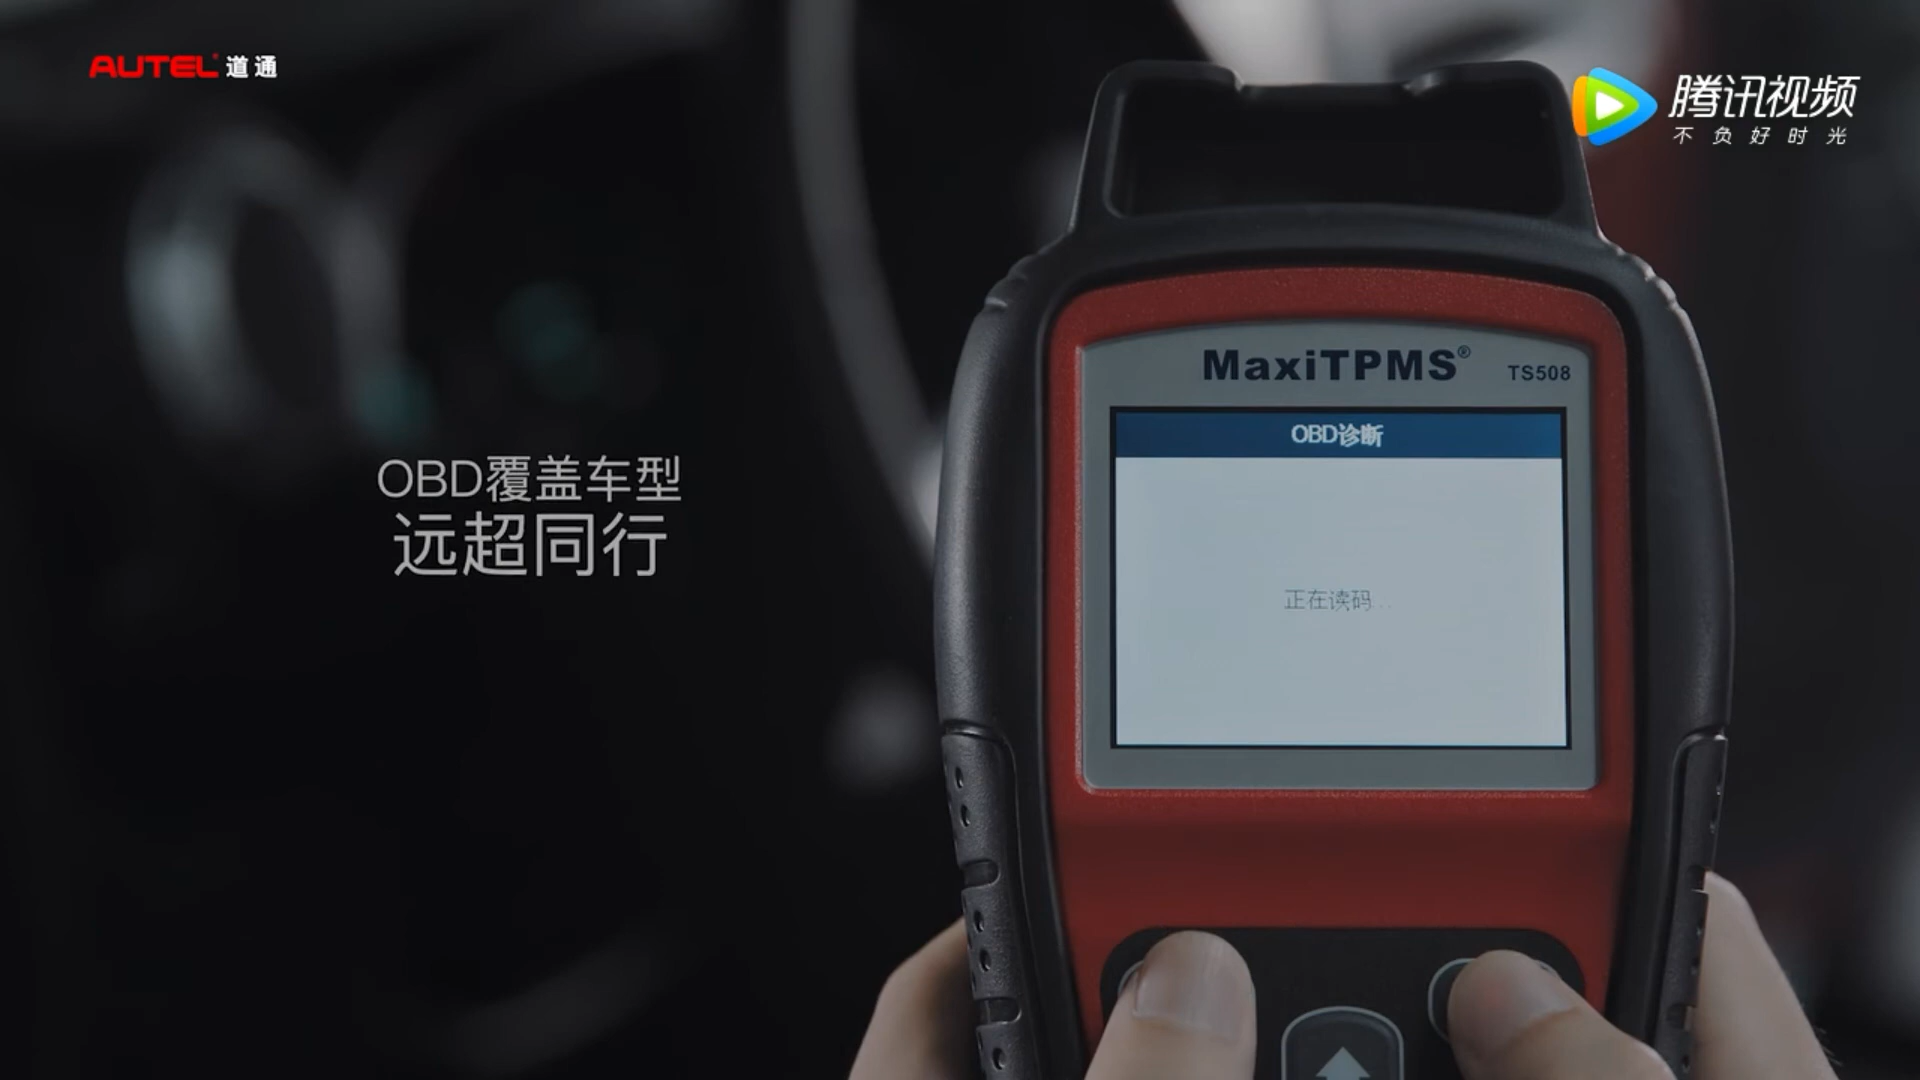 AUTEL 道通
腾讯视频
不负好时光
MaxiTPMS® TS508
OBD诊断
OBD覆盖车型
远超同行
正在读码...